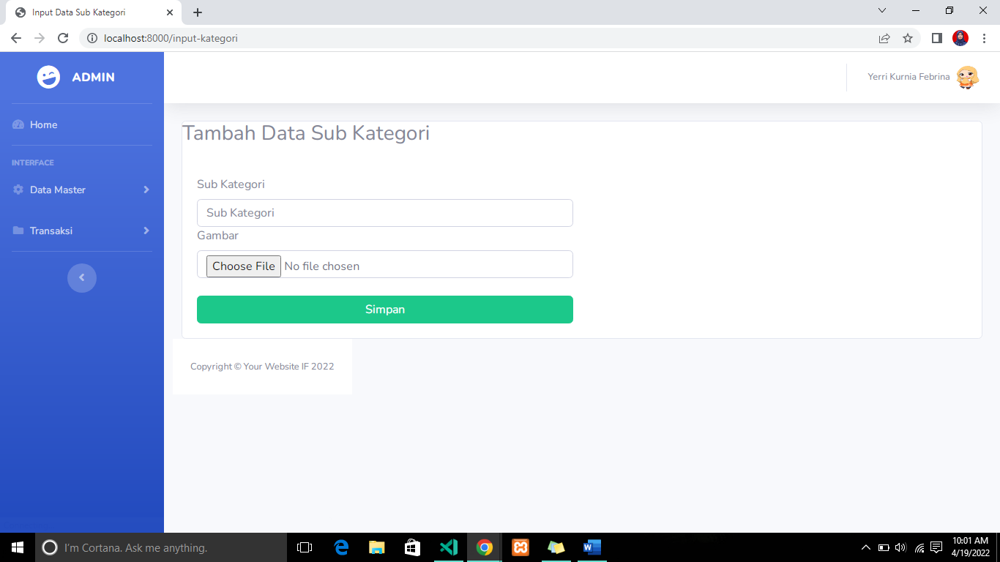 Input Data Sub Kategori
localhost:8000/input-kategori
ADMIN
Yerri Kurnia Febrina
Home
INTERFACE
Data Master
Transaksi
Tambah Data Sub Kategori
Sub Kategori
Sub Kategori
Gambar
Choose File No file chosen
Simpan
Copyright © Your Website IF 2022
I'm Cortana. Ask me anything.
10:01 AM
4/19/2022